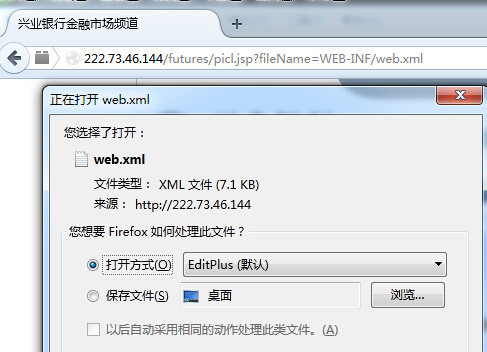 兴业银行金融市场频道
222.73.46.144/futures/picl.jsp?fileName=WEB-INF/web.xml
正在打开 web.xml
您选择了打开：
web.xml
文件类型： XML 文件 (7.1 KB)
来源： http://222.73.46.144
您想要 Firefox 如何处理此文件？
打开方式(O) EditPlus (默认)
保存文件(S) 桌面 浏览...
以后自动采用相同的动作处理此类文件。(A)